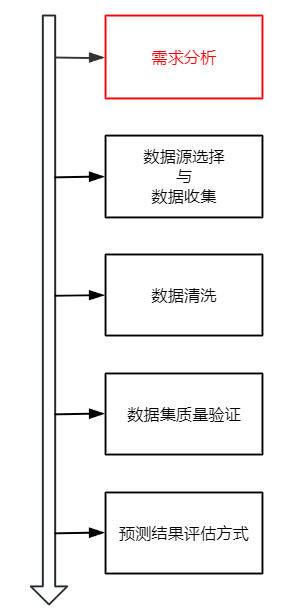 需求分析
数据源选择
与
数据收集
数据清洗
数据集质量验证
预测结果评估方式